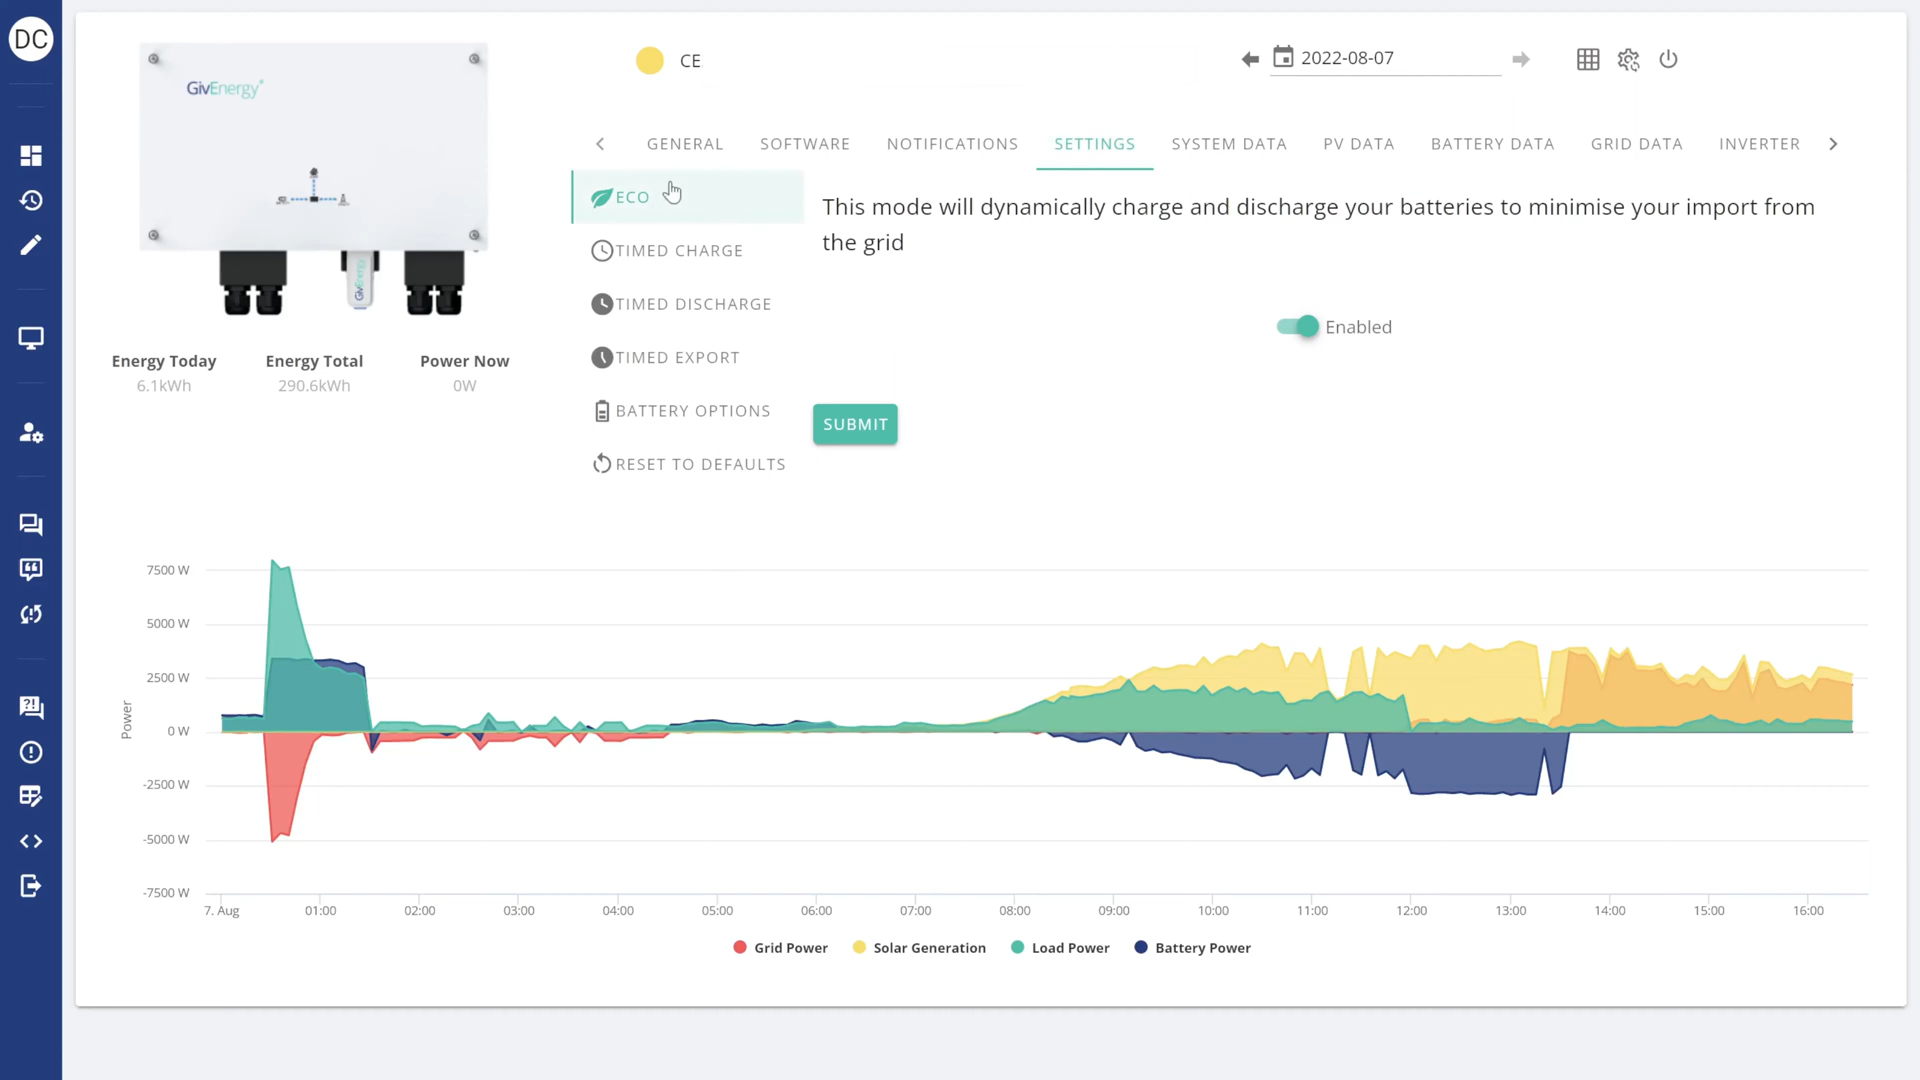 DC
GivEnergy
GivEnergy
CE
2022-08-07
GENERAL
SOFTWARE
NOTIFICATIONS
SETTINGS
SYSTEM DATA
PV DATA
BATTERY DATA
GRID DATA
INVERTER
ECO
TIMED CHARGE
TIMED DISCHARGE
TIMED EXPORT
BATTERY OPTIONS
RESET TO DEFAULTS
This mode will dynamically charge and discharge your batteries to minimise your import from
the grid
Enabled
SUBMIT
Energy Today
6.1kWh
Energy Total
290.6kWh
Power Now
0W
Power
7500 W
5000 W
2500 W
0 W
-2500 W
-5000 W
-7500 W
7. Aug
01:00
02:00
03:00
04:00
05:00
06:00
07:00
08:00
09:00
10:00
11:00
12:00
13:00
14:00
15:00
16:00
Grid Power
Solar Generation
Load Power
Battery Power